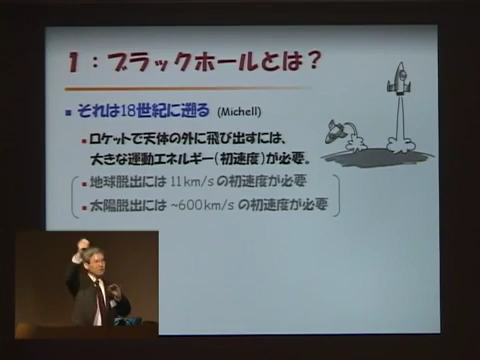 1：ブラックホールとは？
それは18世紀に遡る (Michell)
ロケットで天体の外に飛び出すには、
大きな運動エネルギー(初速度)が必要。
地球脱出には 11km/s の初速度が必要
太陽脱出には ~600km/s の初速度が必要